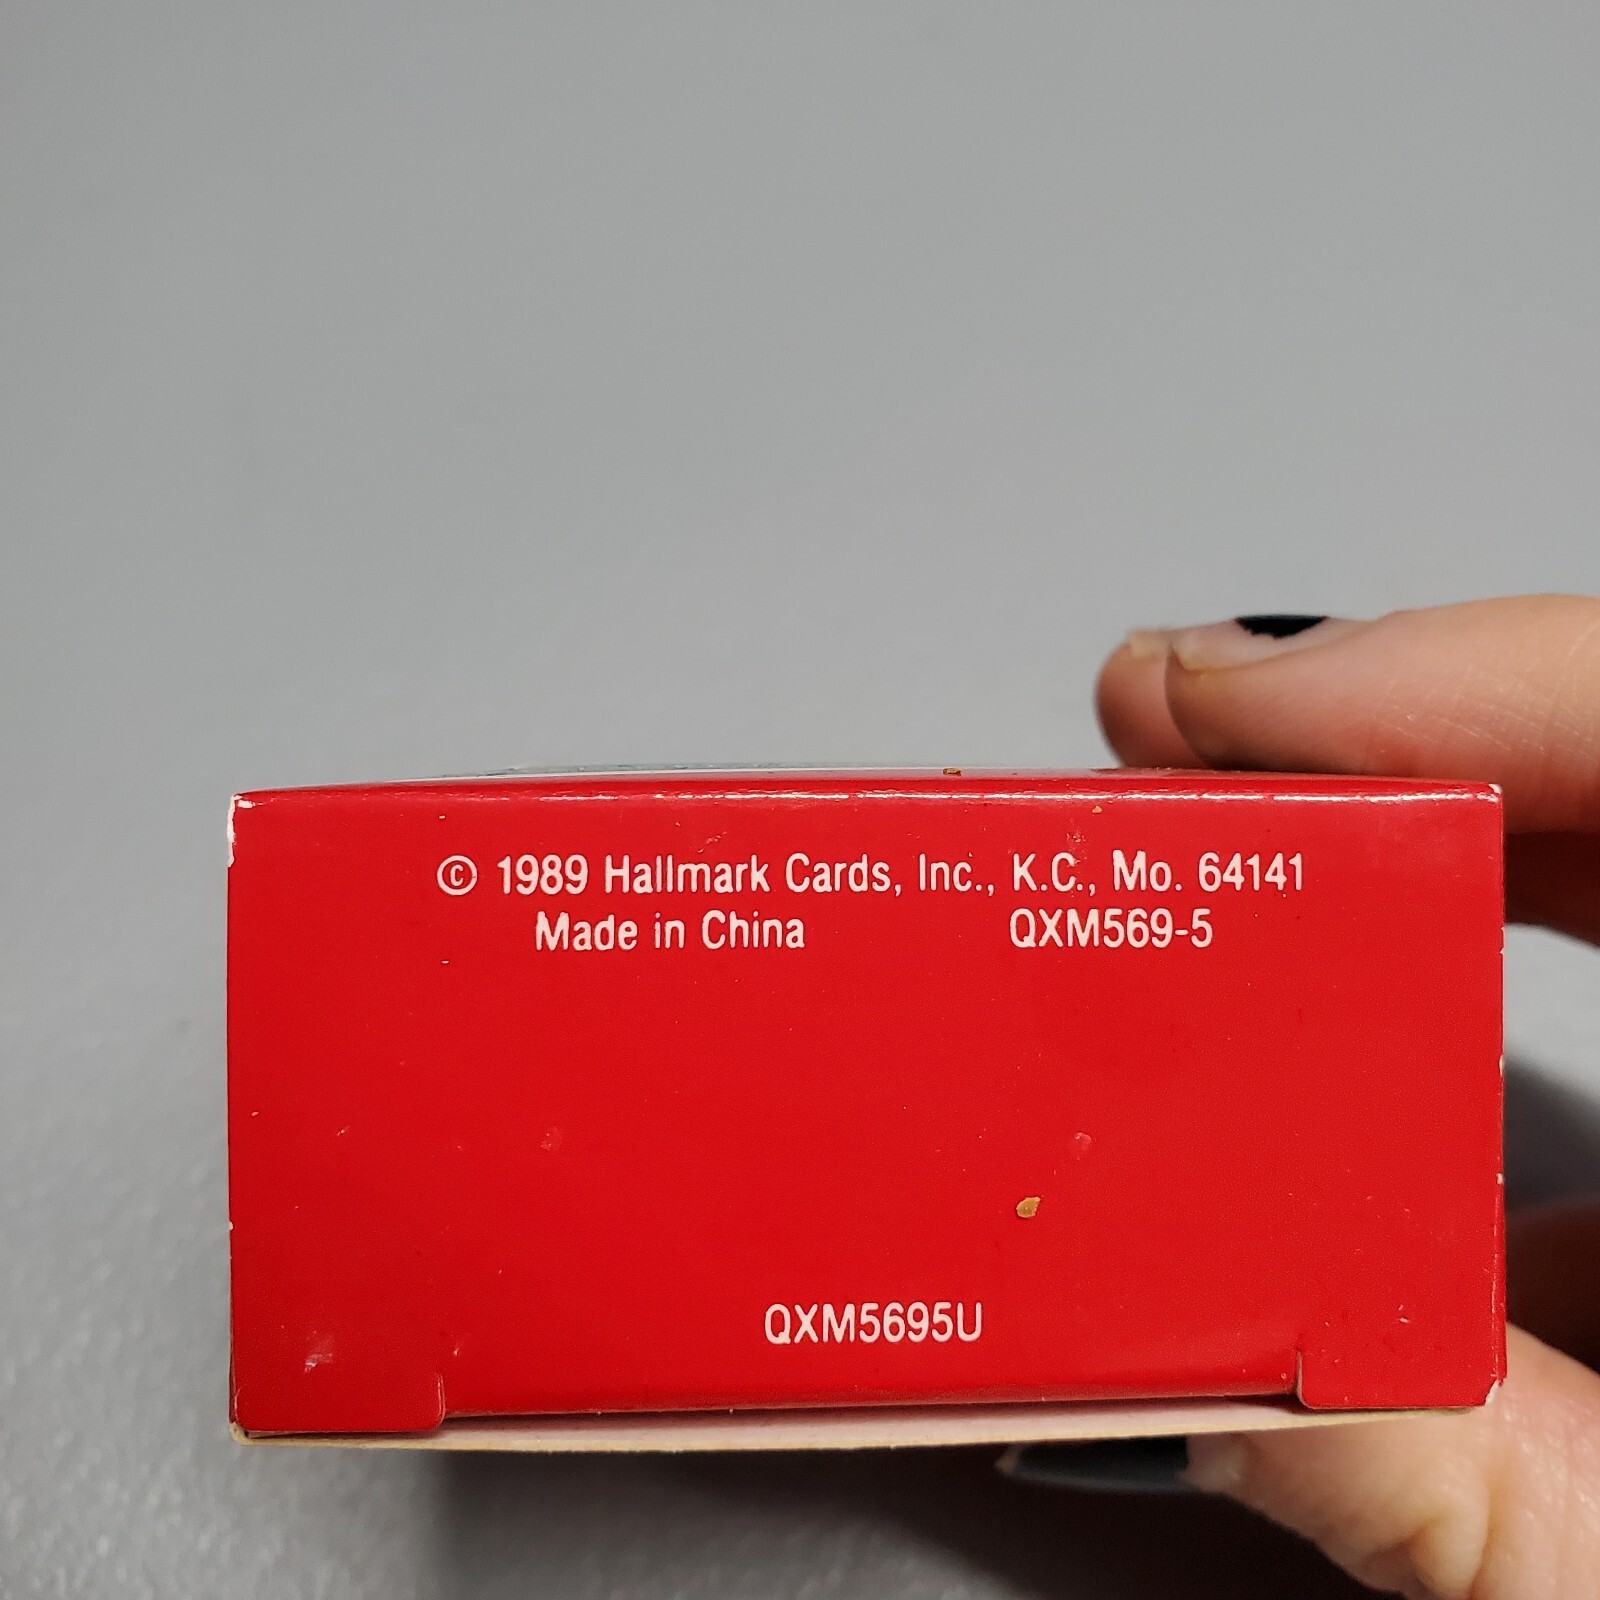 © 1989 Hallmark Cards, Inc., K.C., Mo. 64141
Made in China QXM569-5
QXM5695U